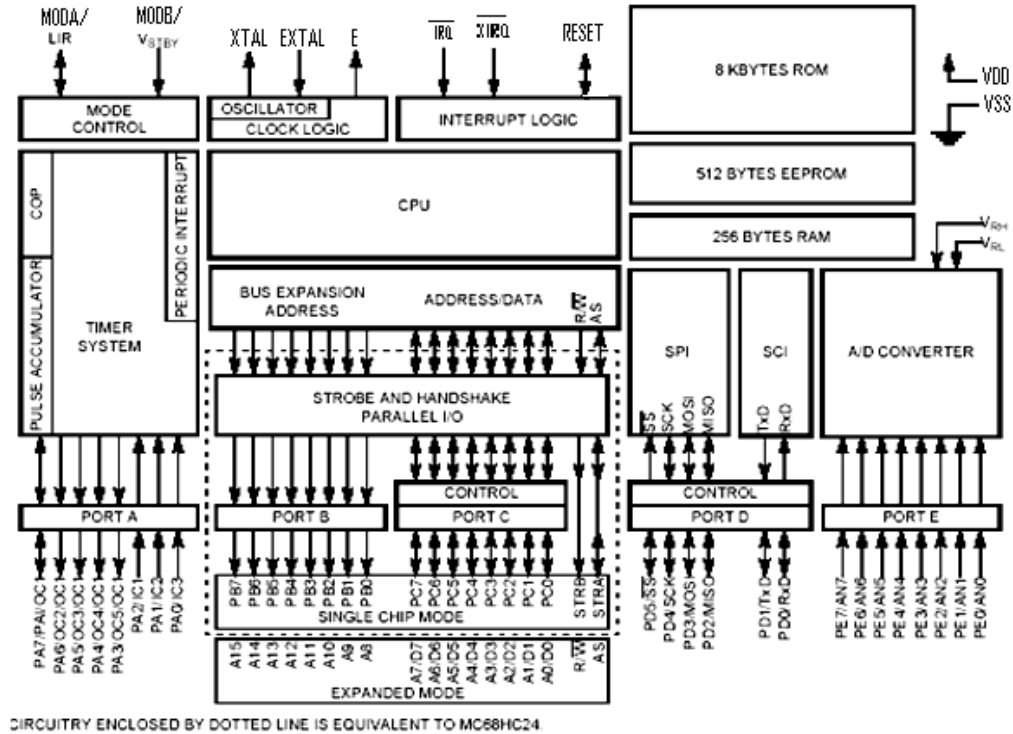 MODA/
LIR
MODB/
VSTBY
XTAL
EXTAL
E
IRQ
XIRQ
RESET
VDD
VSS
MODE
CONTROL
OSCILLATOR
CLOCK LOGIC
INTERRUPT LOGIC
8 KBYTES ROM
512 BYTES EEPROM
256 BYTES RAM
COP
PULSE ACCUMULATOR
TIMER
SYSTEM
PERIODIC INTERRUPT
CPU
BUS EXPANSION
ADDRESS
ADDRESS/DATA
R/W
AS
STROBE AND HANDSHAKE
PARALLEL I/O
SPI
SS
SCK
MOSI
MISO
SCI
TxD
RxD
VRH
VRL
A/D CONVERTER
PORT A
PORT B
CONTROL
PORT C
CONTROL
PORT D
PORT E
PA7/PAI/OC1
PA6/OC2/OC1
PA5/OC3/OC1
PA4/OC4/OC1
PA3/OC5/OC1
PA2/IC1
PA1/IC2
PA0/IC3
PB7
PB6
PB5
PB4
PB3
PB2
PB1
PB0
PC7
PC6
PC5
PC4
PC3
PC2
PC1
PC0
STRB
STRA
SINGLE CHIP MODE
A15
A14
A13
A12
A11
A10
A9
A8
A7/D7
A6/D6
A5/D5
A4/D4
A3/D3
A2/D2
A1/D1
A0/D0
R/W
AS
EXPANDED MODE
PD5/SS
PD4/SCK
PD3/MOSI
PD2/MISO
PD1/TxD
PD0/RxD
PE7/AN7
PE6/AN6
PE5/AN5
PE4/AN4
PE3/AN3
PE2/AN2
PE1/AN1
PE0/AN0
CIRCUITRY ENCLOSED BY DOTTED LINE IS EQUIVALENT TO MC68HC24.